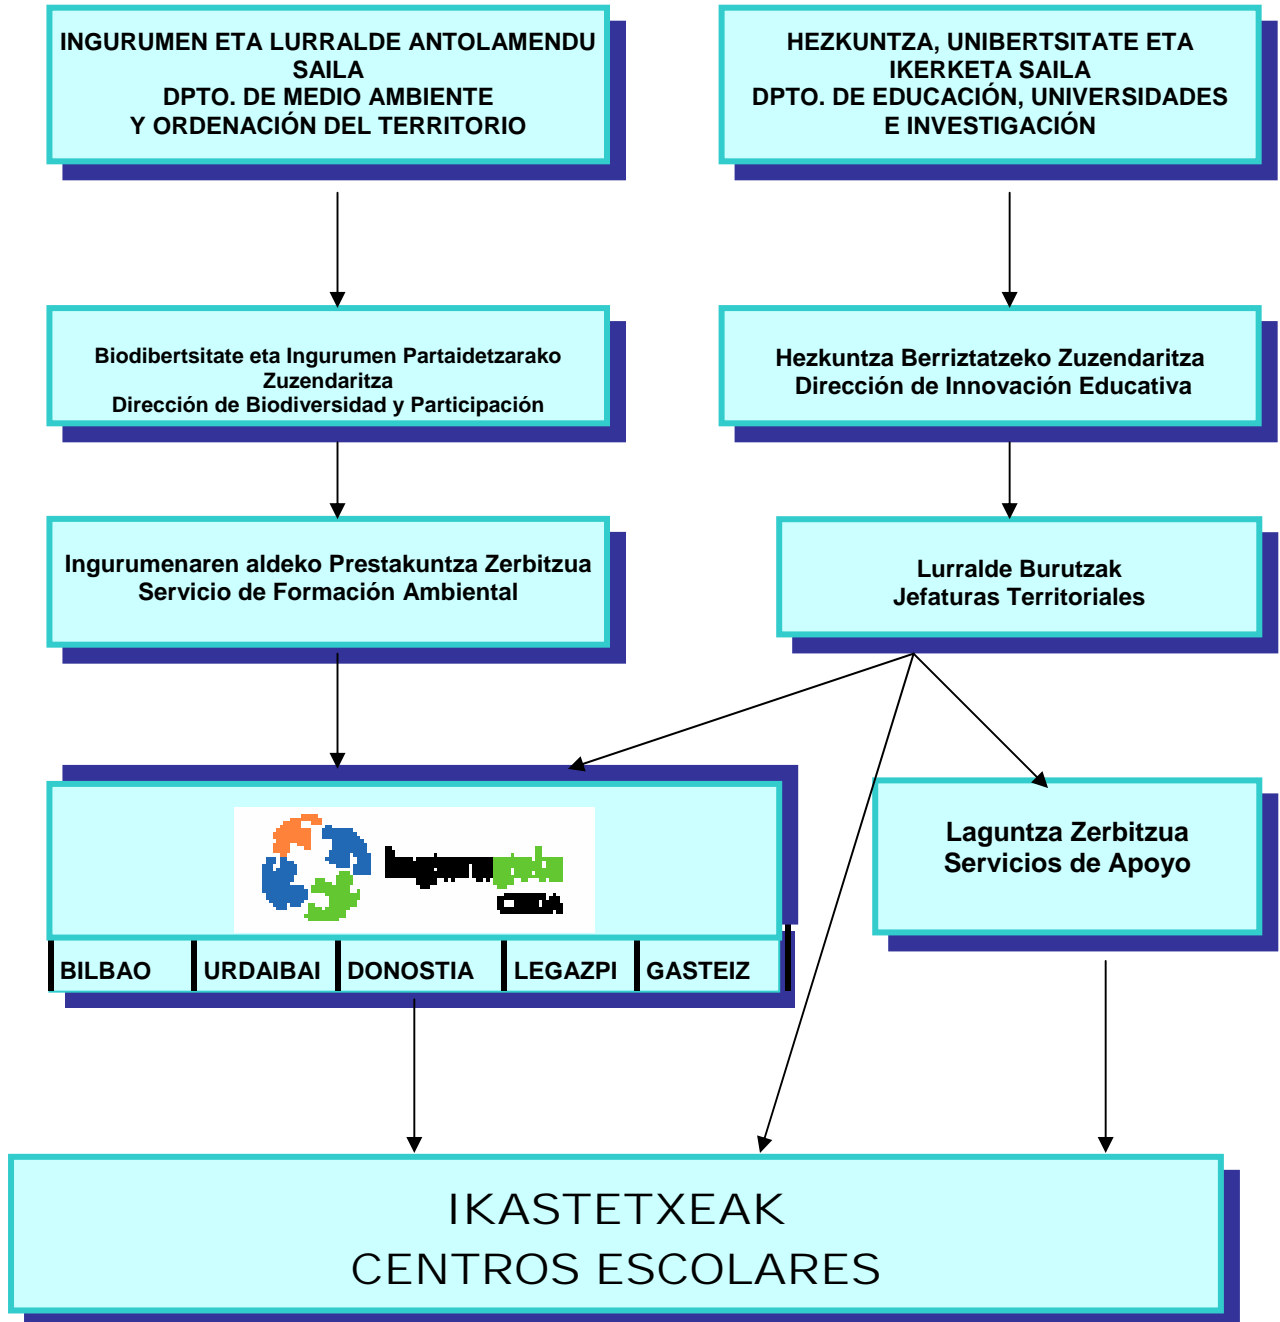 INGURUMEN ETA LURRALDE ANTOLAMENDU
SAILA
DPTO. DE MEDIO AMBIENTE
Y ORDENACIÓN DEL TERRITORIO
HEZKUNTZA, UNIBERTSITATE ETA
IKERKETA SAILA
DPTO. DE EDUCACIÓN, UNIVERSIDADES
E INVESTIGACIÓN
Biodibertsitate eta Ingurumen Partaidetzarako
Zuzendaritza
Dirección de Biodiversidad y Participación
Hezkuntza Berriztatzeko Zuzendaritza
Dirección de Innovación Educativa
Ingurumenaren aldeko Prestakuntza Zerbitzua
Servicio de Formación Ambiental
Lurralde Burutzak
Jefaturas Territoriales
Laguntza Zerbitzua
Servicios de Apoyo
BILBAO
URDAIBAI
DONOSTIA
LEGAZPI
GASTEIZ
IKASTETXEAK
CENTROS ESCOLARES